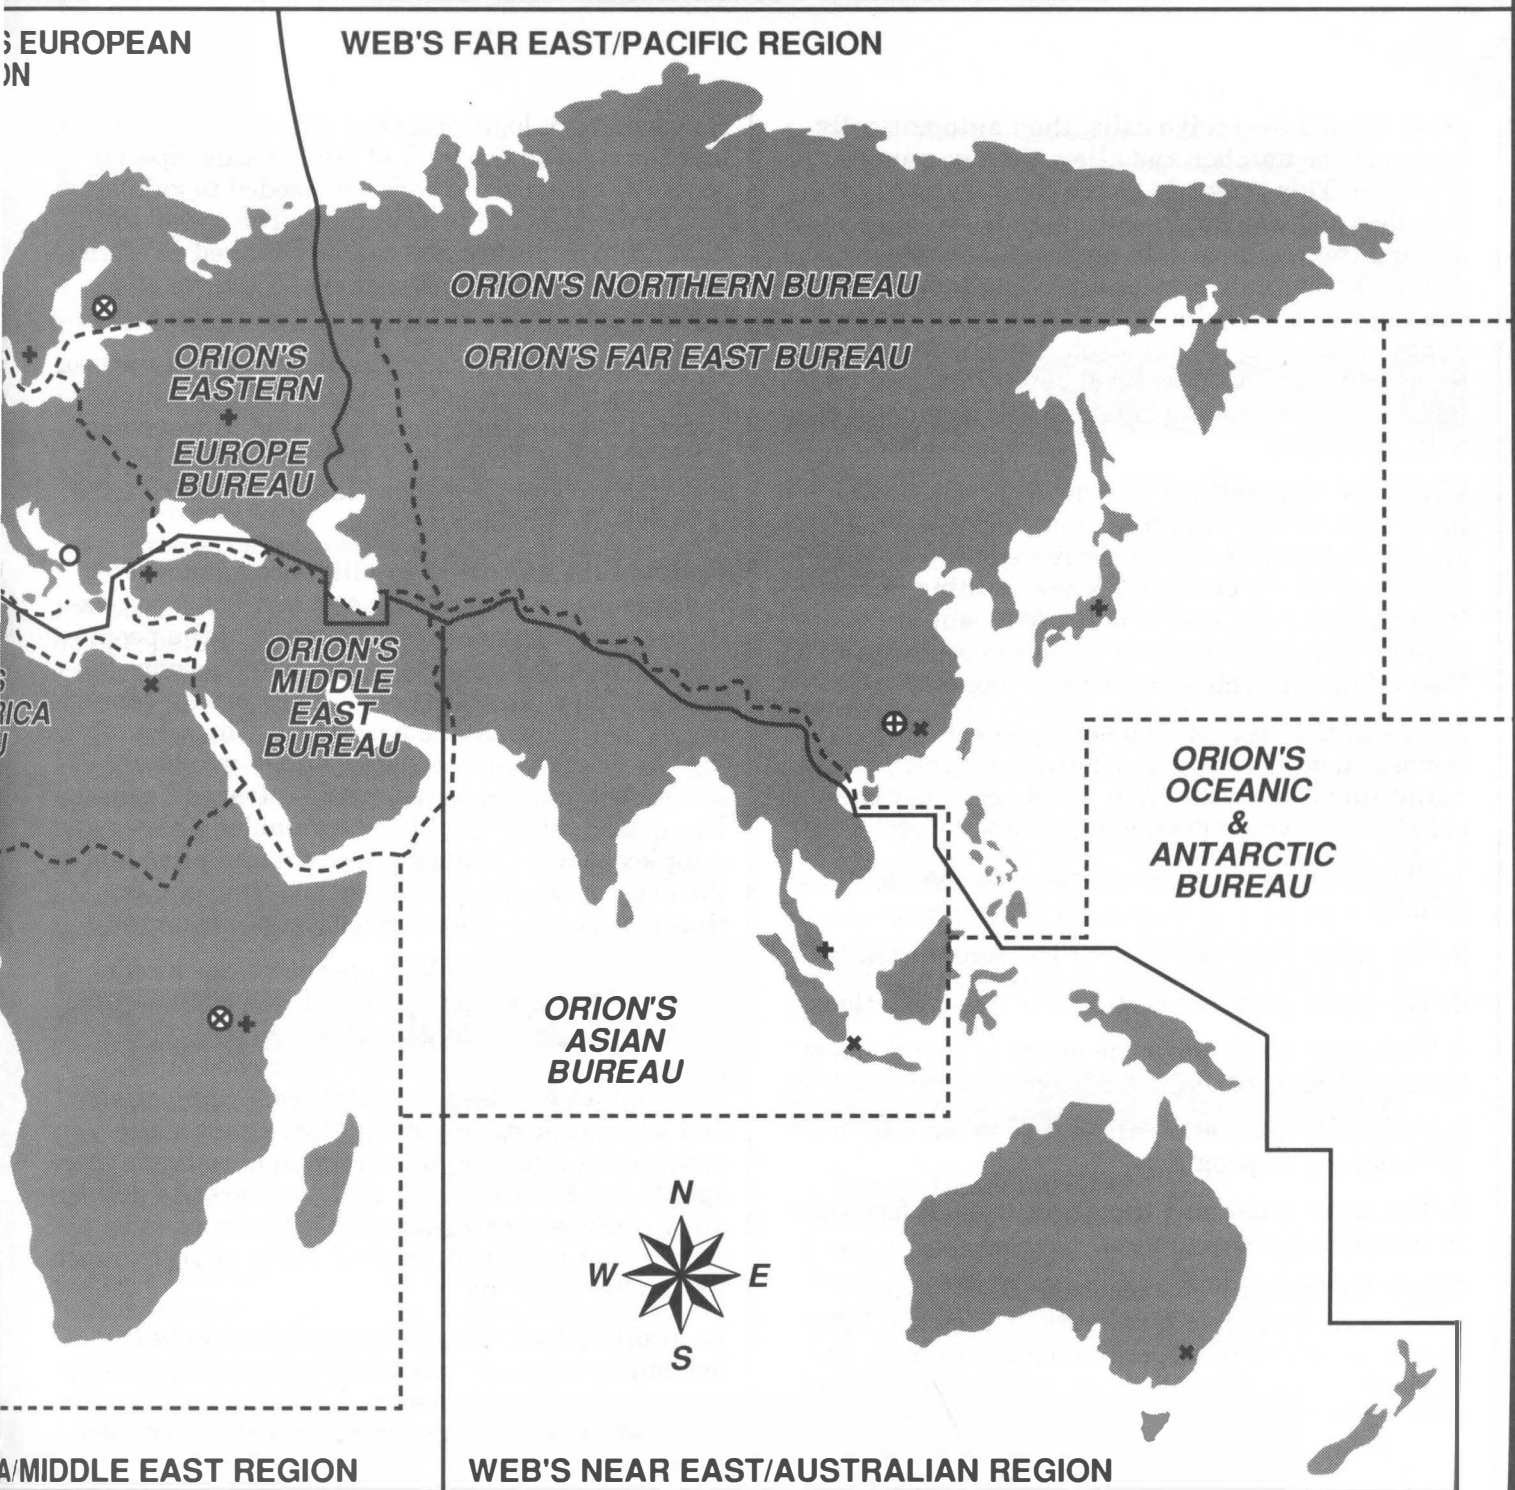 S EUROPEAN
ON
WEB'S FAR EAST/PACIFIC REGION
ORION'S NORTHERN BUREAU
ORION'S
EASTERN
EUROPE
BUREAU
ORION'S FAR EAST BUREAU
ORION'S
MIDDLE
EAST
BUREAU
S
RICA
U
ORION'S
OCEANIC
&
ANTARCTIC
BUREAU
ORION'S
ASIAN
BUREAU
N
W E
S
A/MIDDLE EAST REGION
WEB'S NEAR EAST/AUSTRALIAN REGION